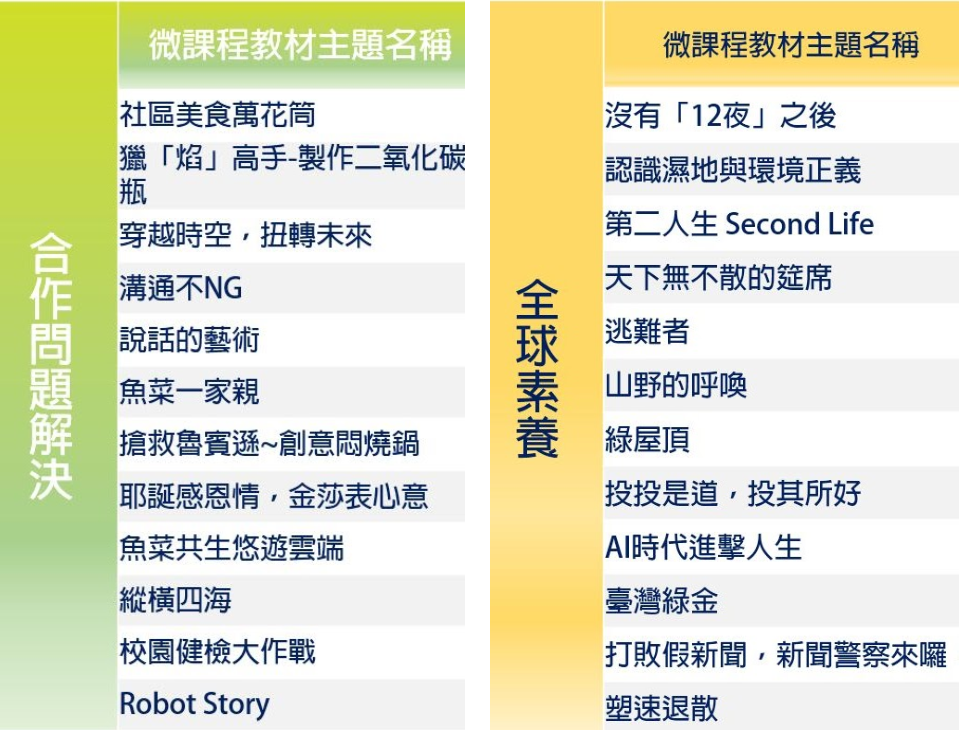 合作問題解決
微課程教材主題名稱
社區美食萬花筒
獵「焰」高手-製作二氧化碳
瓶
穿越時空，扭轉未來
溝通不NG
說話的藝術
魚菜一家親
搶救魯賓遜~創意悶燒鍋
耶誕感恩情，金莎表心意
魚菜共生悠遊雲端
縱橫四海
校園健檢大作戰
Robot Story
全球素養
微課程教材主題名稱
沒有「12夜」之後
認識濕地與環境正義
第二人生 Second Life
天下無不散的筵席
逃難者
山野的呼喚
綠屋頂
投投是道，投其所好
AI時代進擊人生
臺灣綠金
打敗假新聞，新聞警察來囉
塑速退散